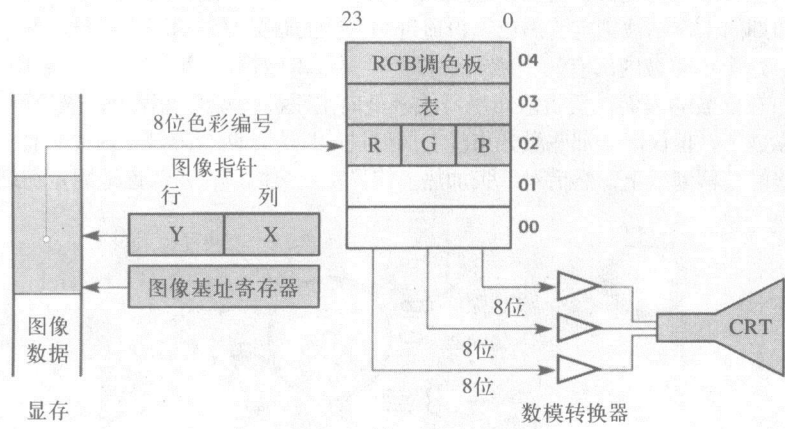 23 0
RGB调色板 04
表 03
8位色彩编号
R G B 02
图像指针
行 列
01
Y X
00
图像基址寄存器
8位
图像
数据
8位
CRT
8位
显存
数模转换器